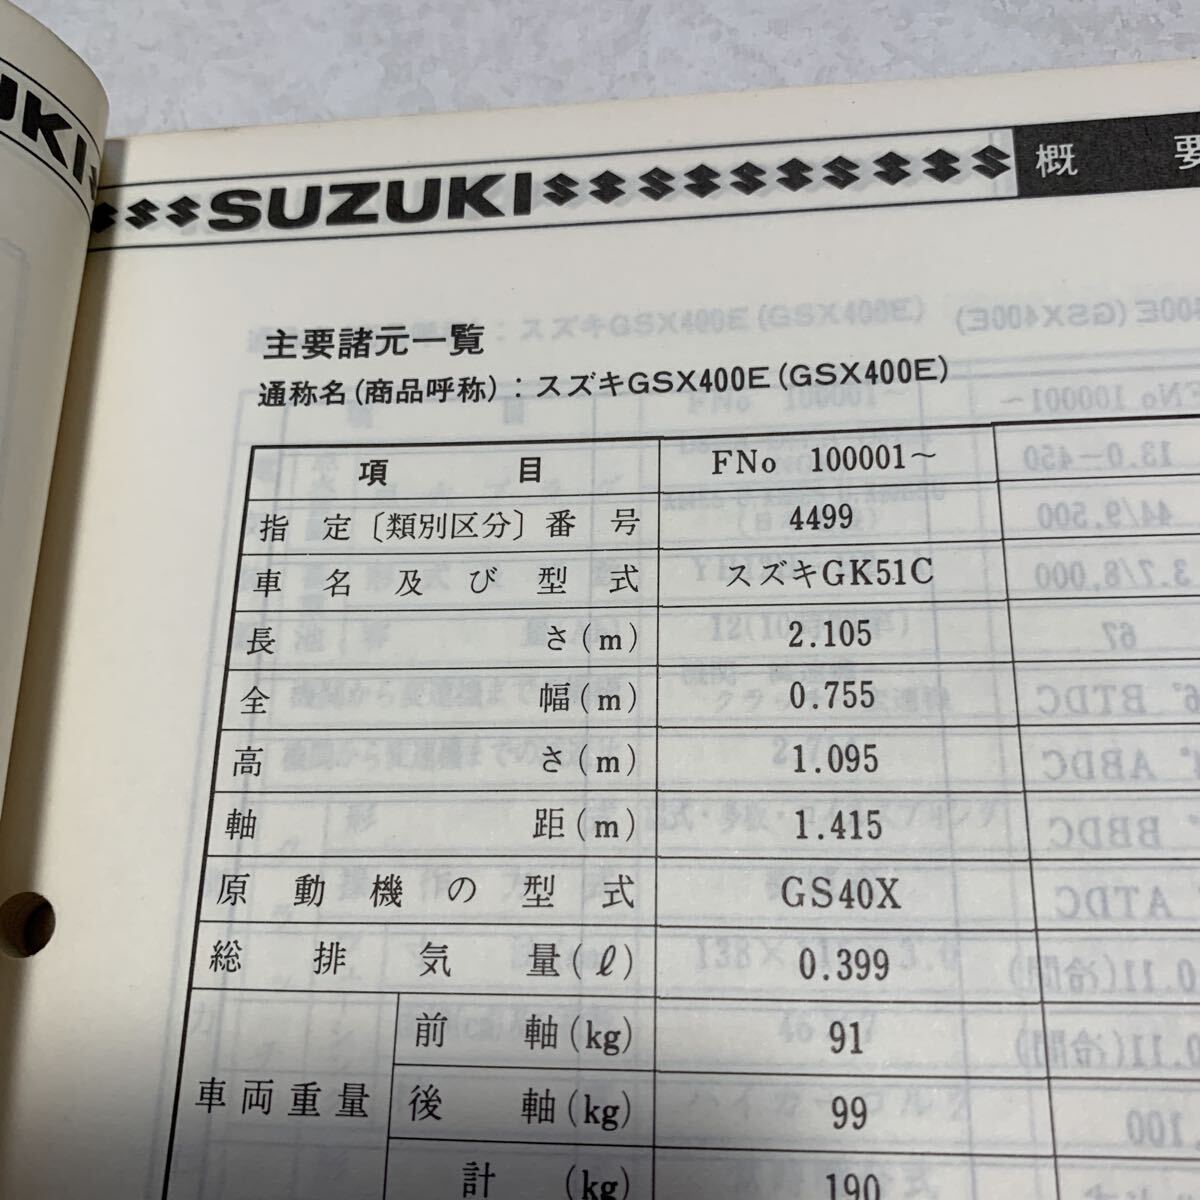 UKI
SUZUKI 概 要
主要諸元一覧
通称名(商品呼称)：スズキGSX400E(GSX400E)
項 目 FNo 100001～
指定〔類別区分〕番号 4499
車名及び型式 スズキGK51C
長さ(m) 2.105
全幅(m) 0.755
高さ(m) 1.095
軸距(m) 1.415
原動機の型式 GS40X
総排気量(ℓ) 0.399
車両重量 前軸(kg) 91
後軸(kg) 99
計(kg) 190